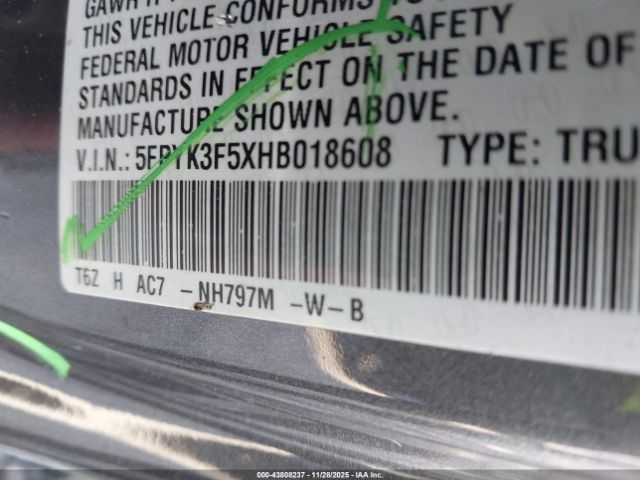 THIS VEHICLE CONFORMS
FEDERAL MOTOR VEHICLE SAFETY
STANDARDS IN EFFECT ON THE DATE OF
MANUFACTURE SHOWN ABOVE.
V.I.N.: 5FPYK3F5XHB018608 TYPE: TRU
T6Z H AC7 -NH797M -W-B
000-43808237 - 11/28/2025 - IAA Inc.